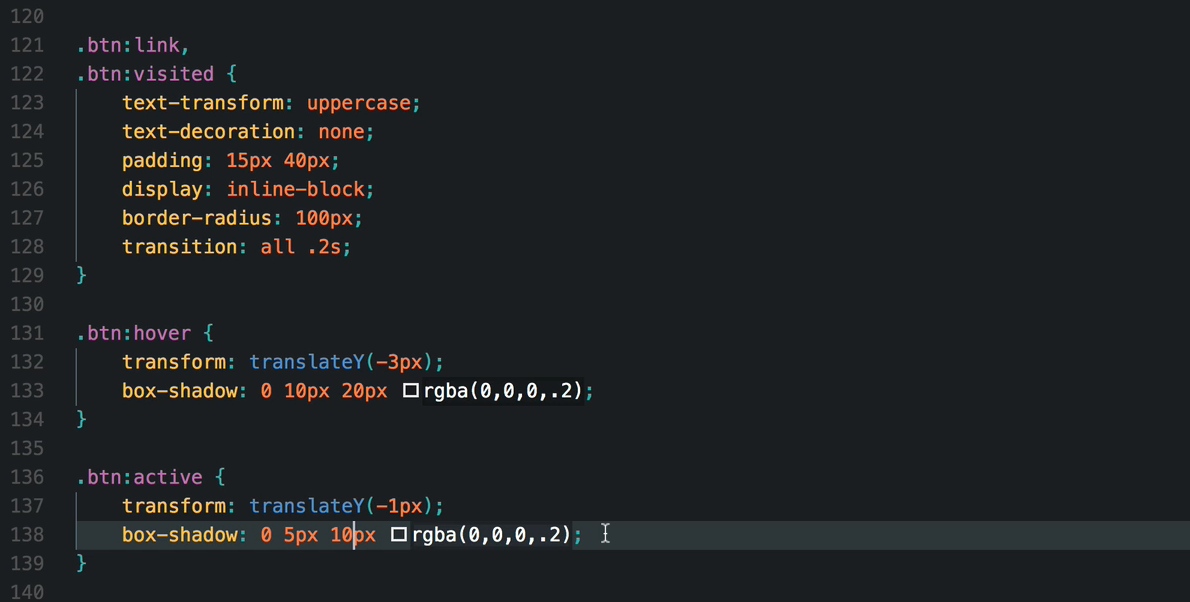 120
121 .btn:link,
122 .btn:visited {
123 text-transform: uppercase;
124 text-decoration: none;
125 padding: 15px 40px;
126 display: inline-block;
127 border-radius: 100px;
128 transition: all .2s;
129 }
130
131 .btn:hover {
132 transform: translateY(-3px);
133 box-shadow: 0 10px 20px rgba(0,0,0,.2);
134 }
135
136 .btn:active {
137 transform: translateY(-1px);
138 box-shadow: 0 5px 10px rgba(0,0,0,.2);
139 }
140